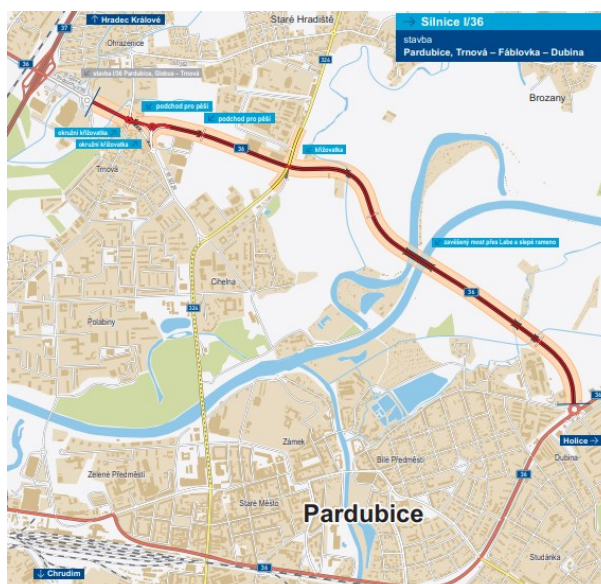 ↑ Hradec Králové
Staré Hradiště
→ Silnice I/36
stavba
Pardubice, Trnová – Fáblovka – Dubina
37
Ohrazenice
324
36
stavba I/36 Pardubice, Globus – Trnová
Brozany
podchod pro pěší
podchod pro pěší
okružní křižovatka
okružní křižovatka
36
křižovatka
Trnová
zavěšený most přes Labe a slepé rameno
Cihelna
36
324
Polabiny
36
Zámek
Holice →
Bílé Předměstí
Dubina
Zelené Předměstí
36
Staré Město
Pardubice
Studánka
36
↓ Chrudim